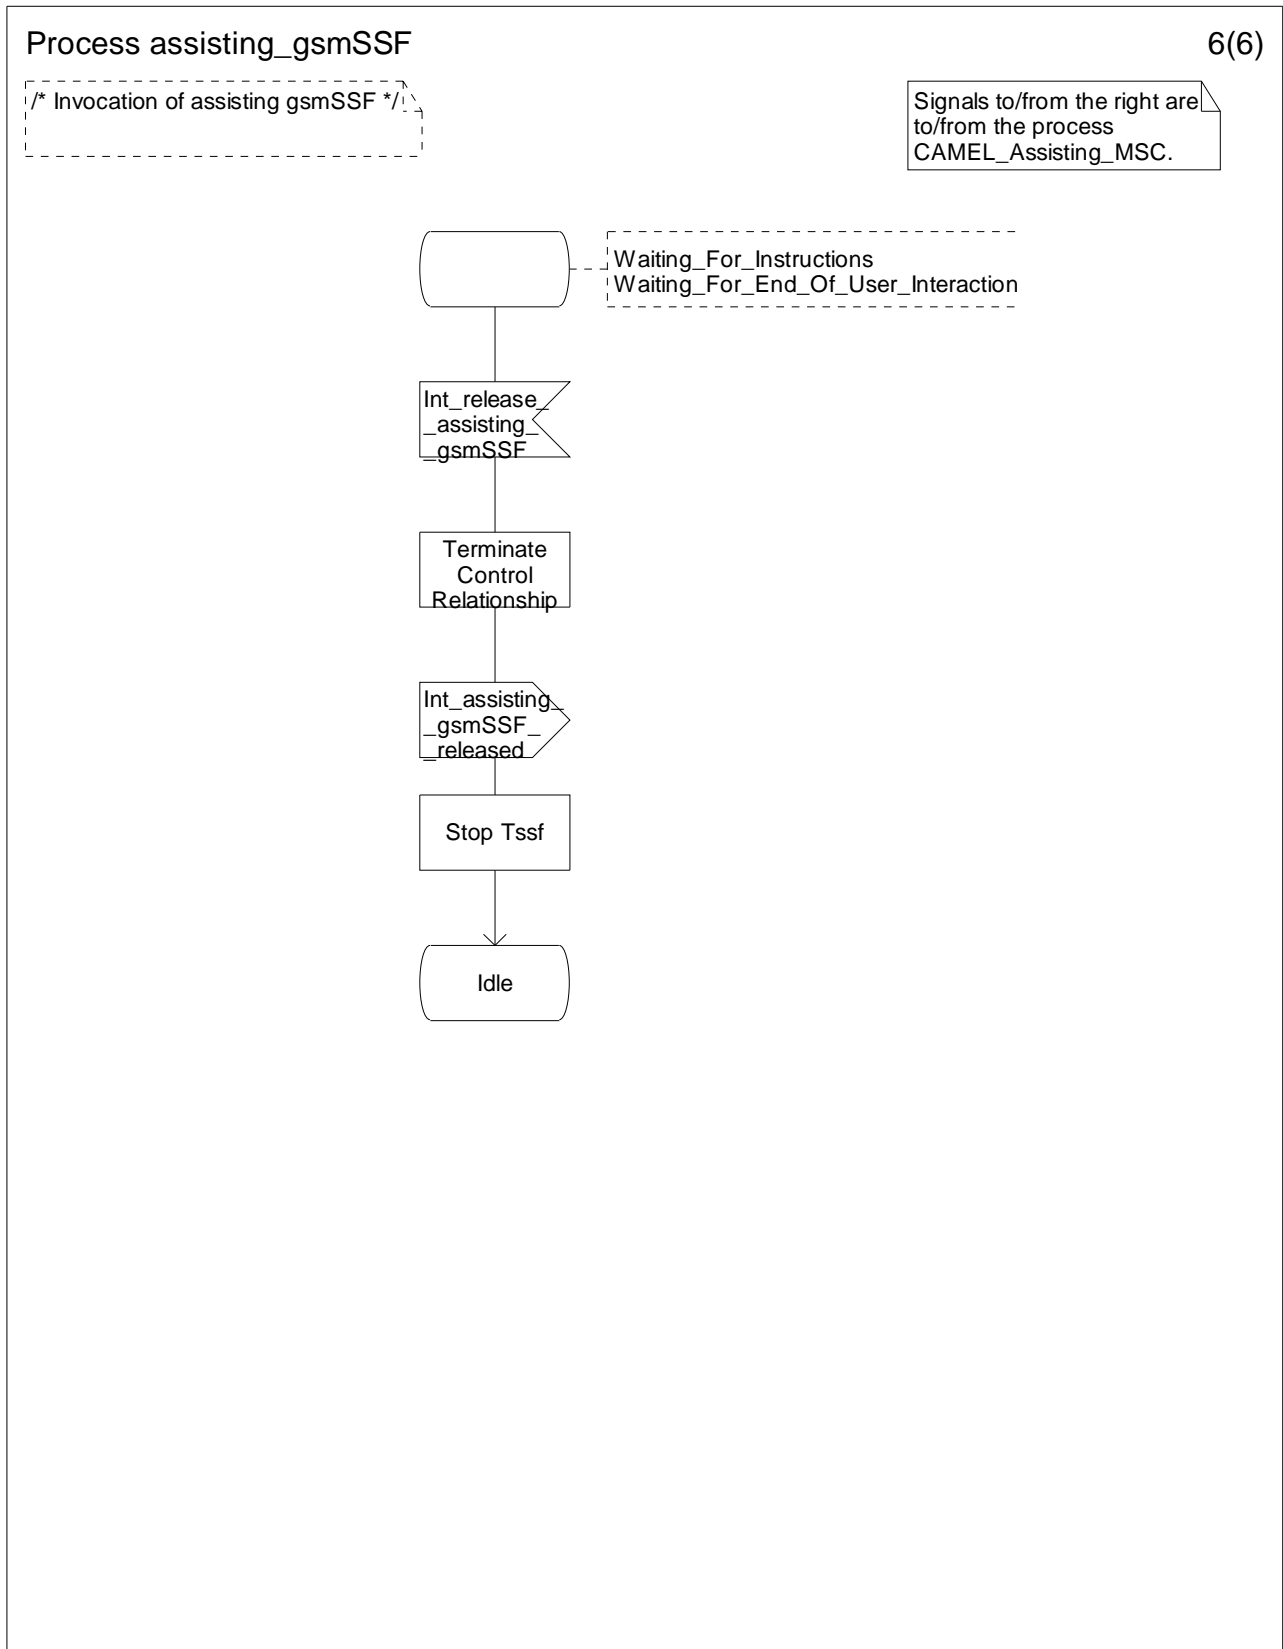 Process assisting_gsmSSF
6(6)
/* Invocation of assisting gsmSSF */
Signals to/from the right are
to/from the process
CAMEL_Assisting_MSC.
Waiting_For_Instructions
Waiting_For_End_Of_User_Interaction
Int_release_
_assisting_
_gsmSSF
Terminate
Control
Relationship
Int_assisting_
_gsmSSF_
_released
Stop Tssf
Idle